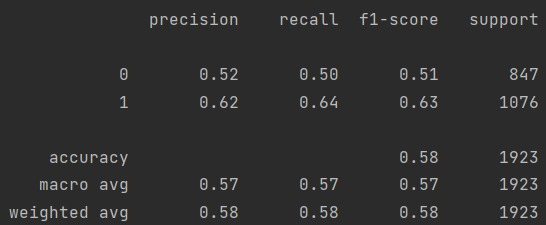 precision recall f1-score support
0 0.52 0.50 0.51 847
1 0.62 0.64 0.63 1076
accuracy 0.58 1923
macro avg 0.57 0.57 0.57 1923
weighted avg 0.58 0.58 0.58 1923